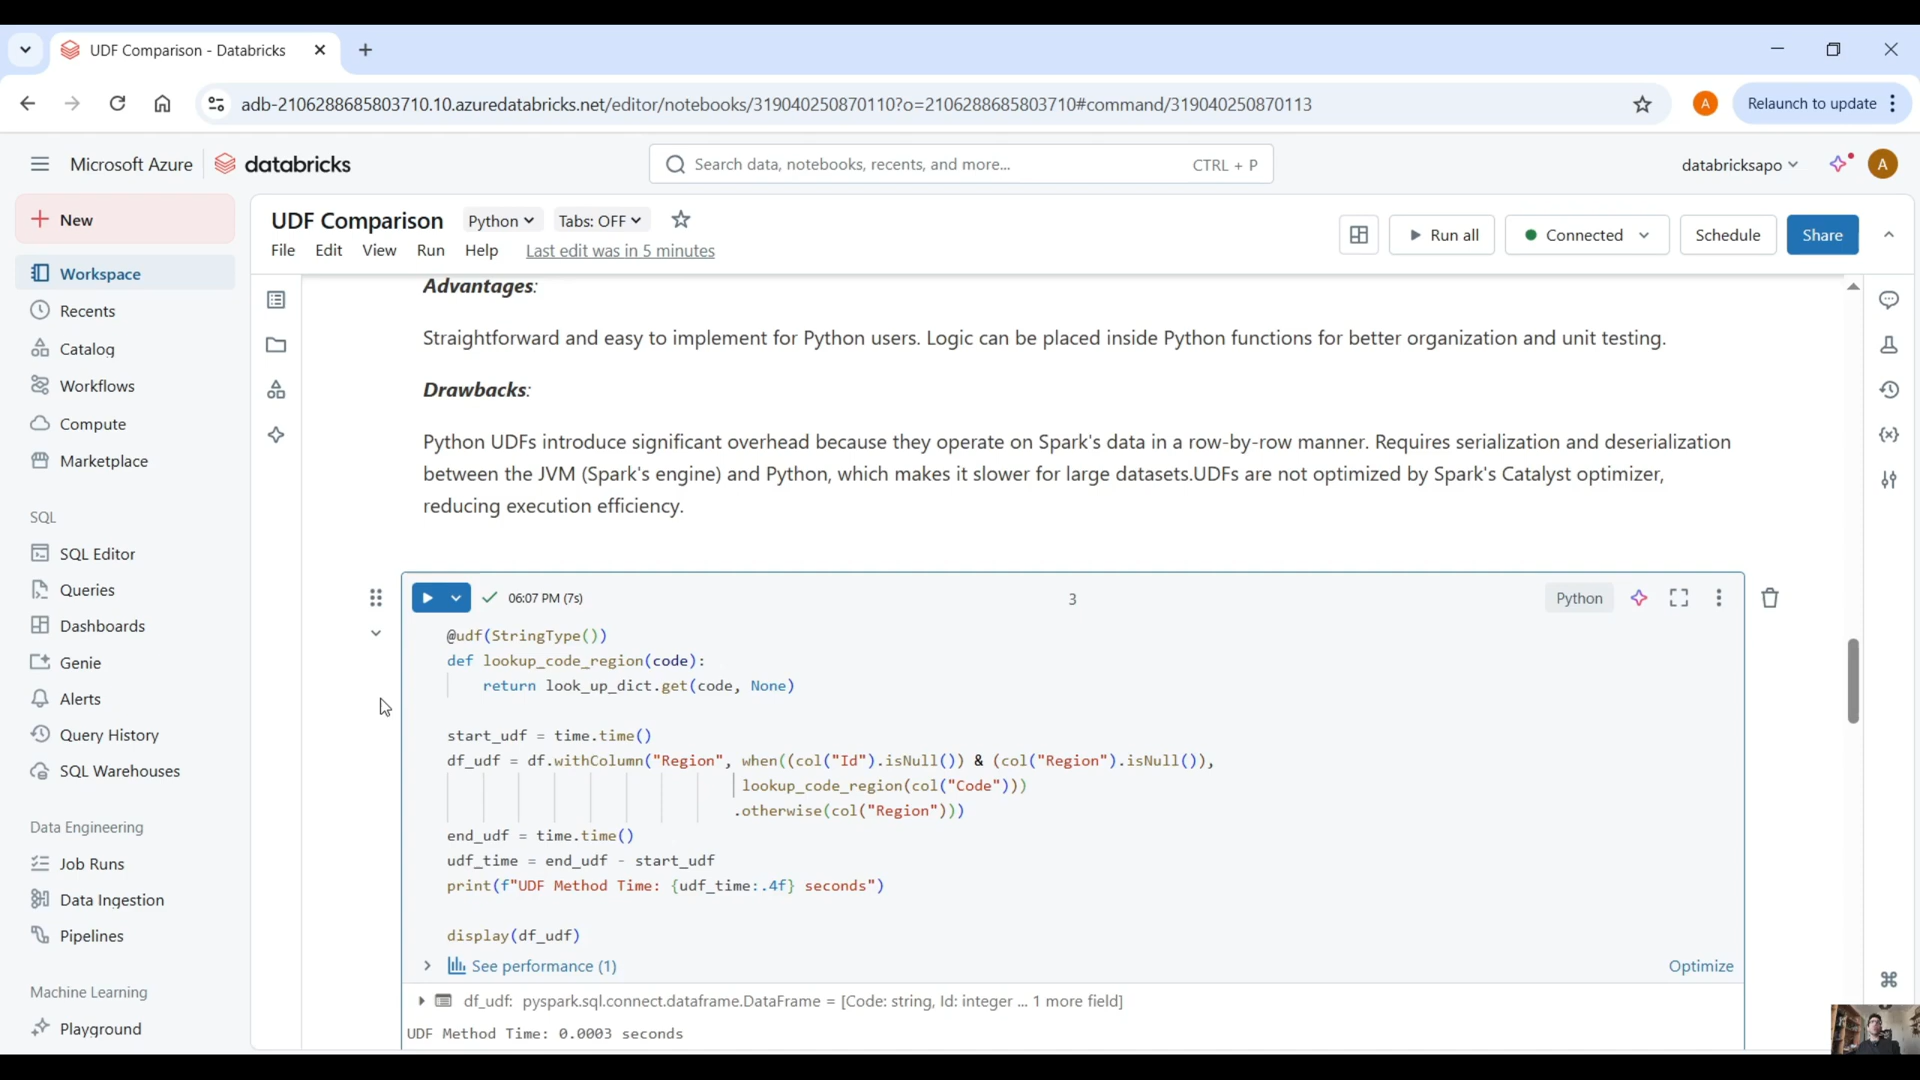 UDF Comparison - Databricks
adb-2106288685803710.10.azuredatabricks.net/editor/notebooks/319040250870110?o=2106288685803710#command/319040250870113
A
Relaunch to update
Microsoft Azure
databricks
Search data, notebooks, recents, and more...
CTRL + P
databricksapo
A
New
Workspace
Recents
Catalog
Workflows
Compute
Marketplace
SQL
SQL Editor
Queries
Dashboards
Genie
Alerts
Query History
SQL Warehouses
Data Engineering
Job Runs
Data Ingestion
Pipelines
Machine Learning
Playground
UDF Comparison
Python
Tabs: OFF
File Edit View Run Help
Last edit was in 5 minutes
Run all
Connected
Schedule
Share
Advantages:
Straightforward and easy to implement for Python users. Logic can be placed inside Python functions for better organization and unit testing.
Drawbacks:
Python UDFs introduce significant overhead because they operate on Spark's data in a row-by-row manner. Requires serialization and deserialization
between the JVM (Spark's engine) and Python, which makes it slower for large datasets.UDFs are not optimized by Spark's Catalyst optimizer,
reducing execution efficiency.
06:07 PM (7s)
3
Python
@udf(StringType())
def lookup_code_region(code):
return look_up_dict.get(code, None)
start_udf = time.time()
df_udf = df.withColumn("Region", when((col("Id").isNull()) & (col("Region").isNull()),
lookup_code_region(col("Code")))
.otherwise(col("Region")))
end_udf = time.time()
udf_time = end_udf - start_udf
print(f"UDF Method Time: {udf_time:.4f} seconds")
display(df_udf)
See performance (1)
Optimize
df_udf: pyspark.sql.connect.dataframe.DataFrame = [Code: string, Id: integer ... 1 more field]
UDF Method Time: 0.0003 seconds